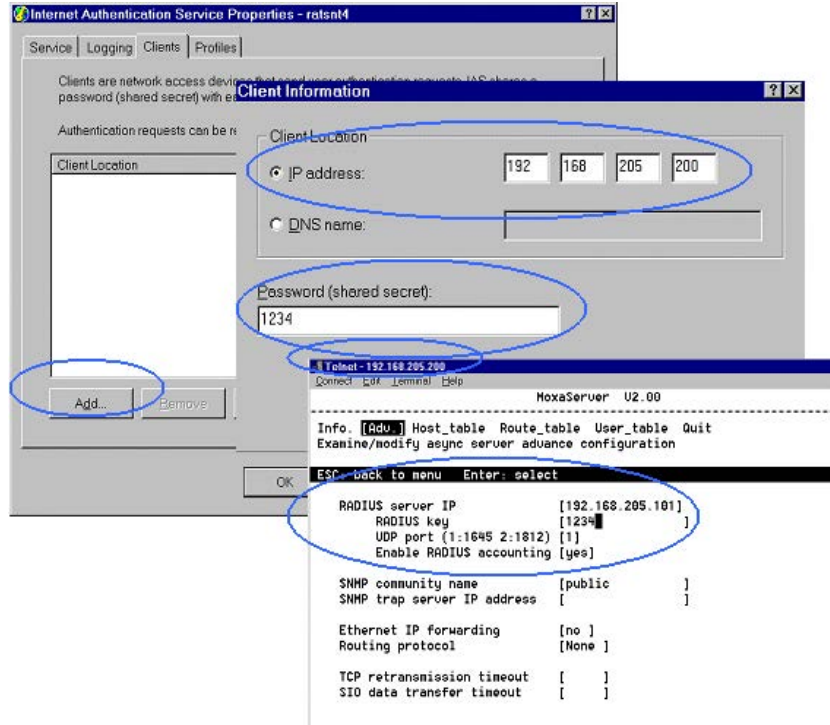 Internet Authentication Service Properties - ratsnt4
Service Logging Clients Profiles
Clients are network access devices that send user authentication requests. IAS shares a
password (shared secret) with e
Authentication requests can be re
Client Location
Add...
Remove
OK
Client Information
Client Location
IP address: 192 168 205 200
DNS name:
Password (shared secret):
1234
Telnet - 192.168.205.200
Connect Edit Terminal Help
MoxaServer V2.00
Info. [Adv.] Host_table Route_table User_table Quit
Examine/modify async server advance configuration
ESC: back to menu Enter: select
RADIUS server IP [192.168.205.101]
RADIUS key [1234 ]
UDP port (1:1645 2:1812) [1]
Enable RADIUS accounting [yes]
SNMP community name [public ]
SNMP trap server IP address [ ]
Ethernet IP forwarding [no ]
Routing protocol [None ]
TCP retransmission timeout [ ]
SIO data transfer timeout [ ]